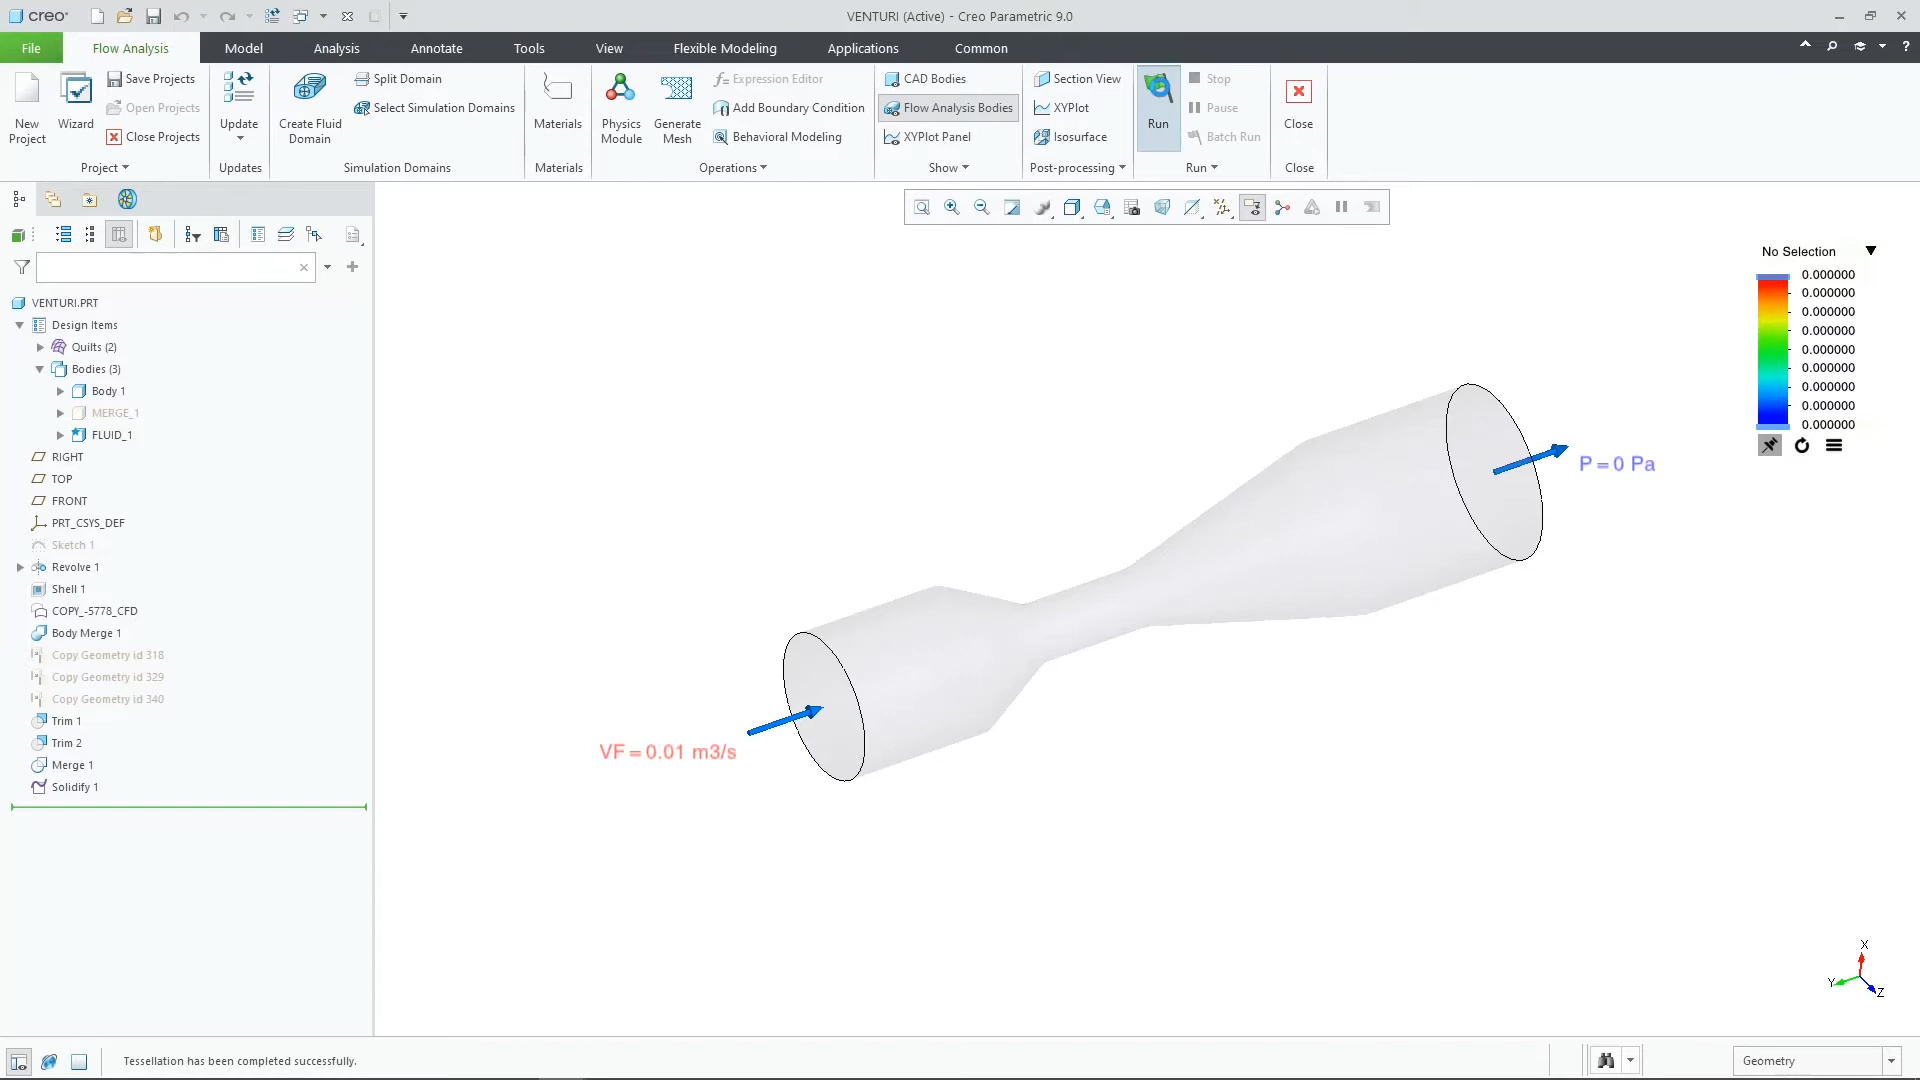 creo° VENTURI (Active) - Creo Parametric 9.0
File Flow Analysis Model Analysis Annotate Tools View Flexible Modeling Applications Common
New Project
Wizard
Save Projects
Open Projects
Close Projects
Project
Update
Updates
Create Fluid Domain
Split Domain
Select Simulation Domains
Simulation Domains
Materials
Materials
Physics Module
Generate Mesh
Expression Editor
Add Boundary Condition
Behavioral Modeling
Operations
CAD Bodies
Flow Analysis Bodies
XYPlot Panel
Show
Section View
XYPlot
Isosurface
Post-processing
Run
Stop
Pause
Batch Run
Run
Close
Close
VENTURI.PRT
Design Items
Quilts (2)
Bodies (3)
Body 1
MERGE_1
FLUID_1
RIGHT
TOP
FRONT
PRT_CSYS_DEF
Sketch 1
Revolve 1
Shell 1
COPY_-5778_CFD
Body Merge 1
Copy Geometry id 318
Copy Geometry id 329
Copy Geometry id 340
Trim 1
Trim 2
Merge 1
Solidify 1
No Selection
0.000000
0.000000
0.000000
0.000000
0.000000
0.000000
0.000000
0.000000
0.000000
P = 0 Pa
VF = 0.01 m3/s
X
Y
Z
Tessellation has been completed successfully.
Geometry